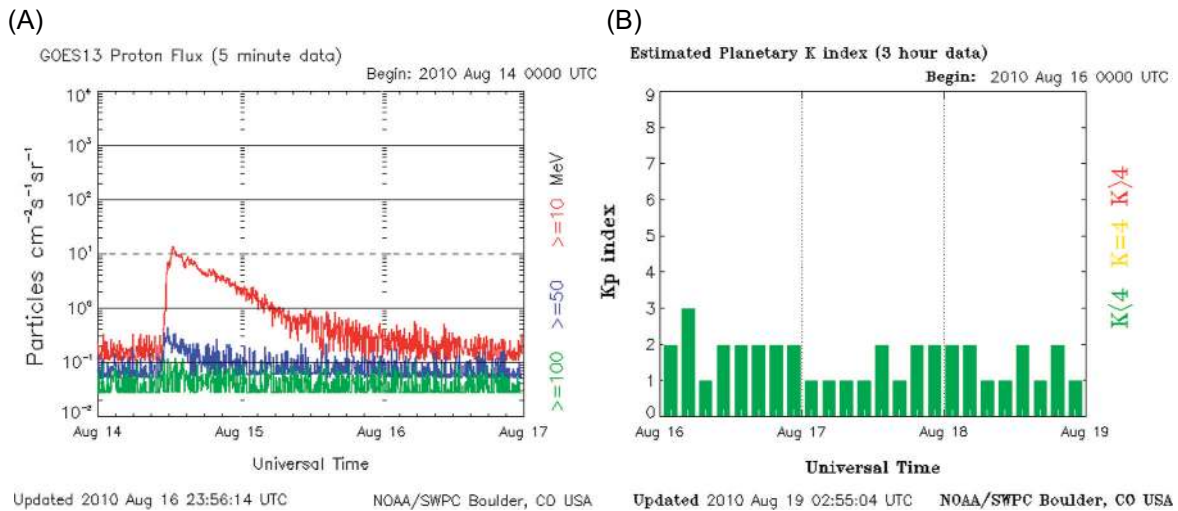 (A)
GOES13 Proton Flux (5 minute data)
Begin: 2010 Aug 14 0000 UTC
Particles cm⁻²s⁻¹sr⁻¹
10⁴
10³
10²
10¹
10⁰
10⁻¹
10⁻²
Aug 14 Aug 15 Aug 16 Aug 17
Universal Time
>=100 >=50 >=10 MeV
Updated 2010 Aug 16 23:56:14 UTC NOAA/SWPC Boulder, CO USA
(B)
Estimated Planetary K index (3 hour data)
Begin: 2010 Aug 16 0000 UTC
Kp index
9
8
7
6
5
4
3
2
1
0
Aug 16 Aug 17 Aug 18 Aug 19
Universal Time
K<4 K=4 K>4
Updated 2010 Aug 19 02:55:04 UTC NOAA/SWPC Boulder, CO USA